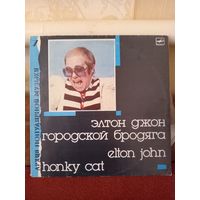 элтон джон
городской бродяга
elton john
honky cat